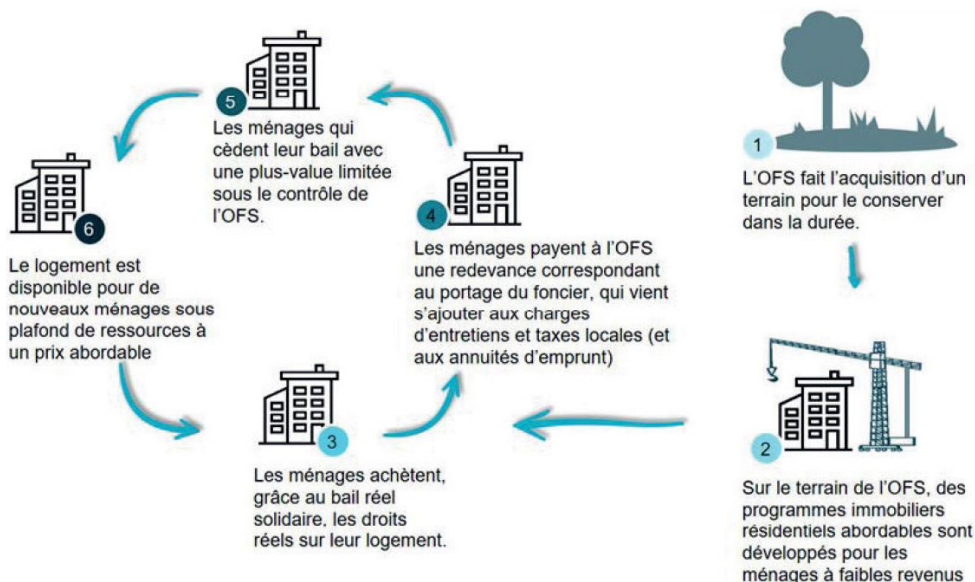 1
L'OFS fait l'acquisition d'un
terrain pour le conserver
dans la durée.
2
Sur le terrain de l'OFS, des
programmes immobiliers
résidentiels abordables sont
développés pour les
ménages à faibles revenus
3
Les ménages achètent,
grâce au bail réel
solidaire, les droits
réels sur leur logement.
4
Les ménages payent à l'OFS
une redevance correspondant
au portage du foncier, qui vient
s'ajouter aux charges
d'entretiens et taxes locales (et
aux annuités d'emprunt)
5
Les ménages qui
cèdent leur bail avec
une plus-value limitée
sous le contrôle de
l'OFS.
6
Le logement est
disponible pour de
nouveaux ménages sous
plafond de ressources à
un prix abordable